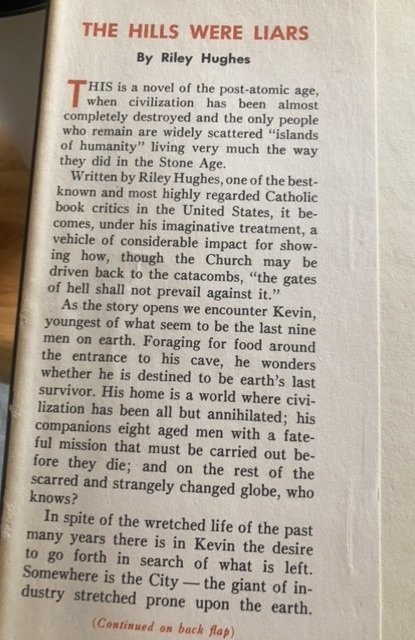 THE HILLS WERE LIARS
By Riley Hughes
THIS is a novel of the post-atomic age,
when civilization has been almost
completely destroyed and the only people
who remain are widely scattered “islands
of humanity” living very much the way
they did in the Stone Age.
Written by Riley Hughes, one of the best-
known and most highly regarded Catholic
book critics in the United States, it be-
comes, under his imaginative treatment, a
vehicle of considerable impact for show-
ing how, though the Church may be
driven back to the catacombs, “the gates
of hell shall not prevail against it.”
As the story opens we encounter Kevin,
youngest of what seem to be the last nine
men on earth. Foraging for food around
the entrance to his cave, he wonders
whether he is destined to be earth’s last
survivor. His home is a world where civi-
lization has been all but annihilated; his
companions eight aged men with a fate-
ful mission that must be carried out be-
fore they die; and on the rest of the
scarred and strangely changed globe, who
knows?
In spite of the wretched life of the past
many years there is in Kevin the desire
to go forth in search of what is left.
Somewhere is the City — the giant of in-
dustry stretched prone upon the earth.
(Continued on back flap)